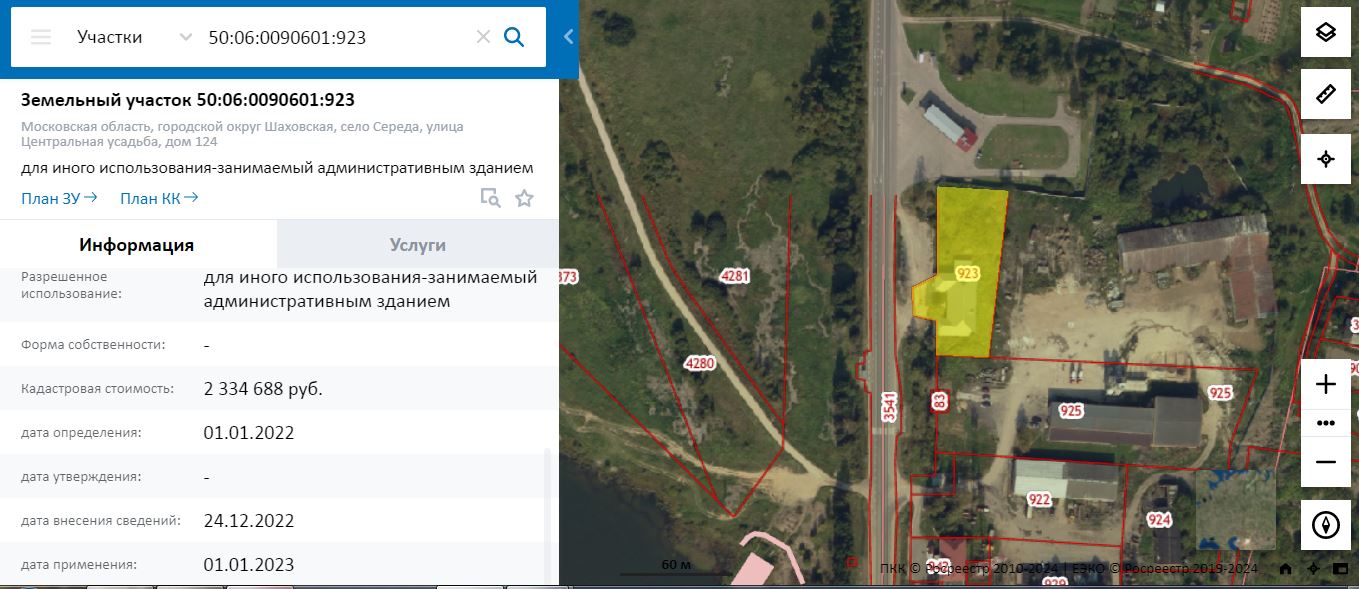 Участки
50:06:0090601:923
Земельный участок 50:06:0090601:923
Московская область, городской округ Шаховская, село Середа, улица
Центральная усадьба, дом 124
для иного использования-занимаемый административным зданием
План ЗУ→
План КК→
Информация
Услуги
Разрешенное
использование:
для иного использования-занимаемый
административным зданием
Форма собственности:
-
Кадастровая стоимость:
2 334 688 руб.
дата определения:
01.01.2022
дата утверждения:
-
дата внесения сведений:
24.12.2022
дата применения:
01.01.2023
373
4281
923
4280
3541
83
925
925
922
924
60 м
ПКК © Росреестр 2010-2024 | ЕЭКО © Росреестр 2019-2024